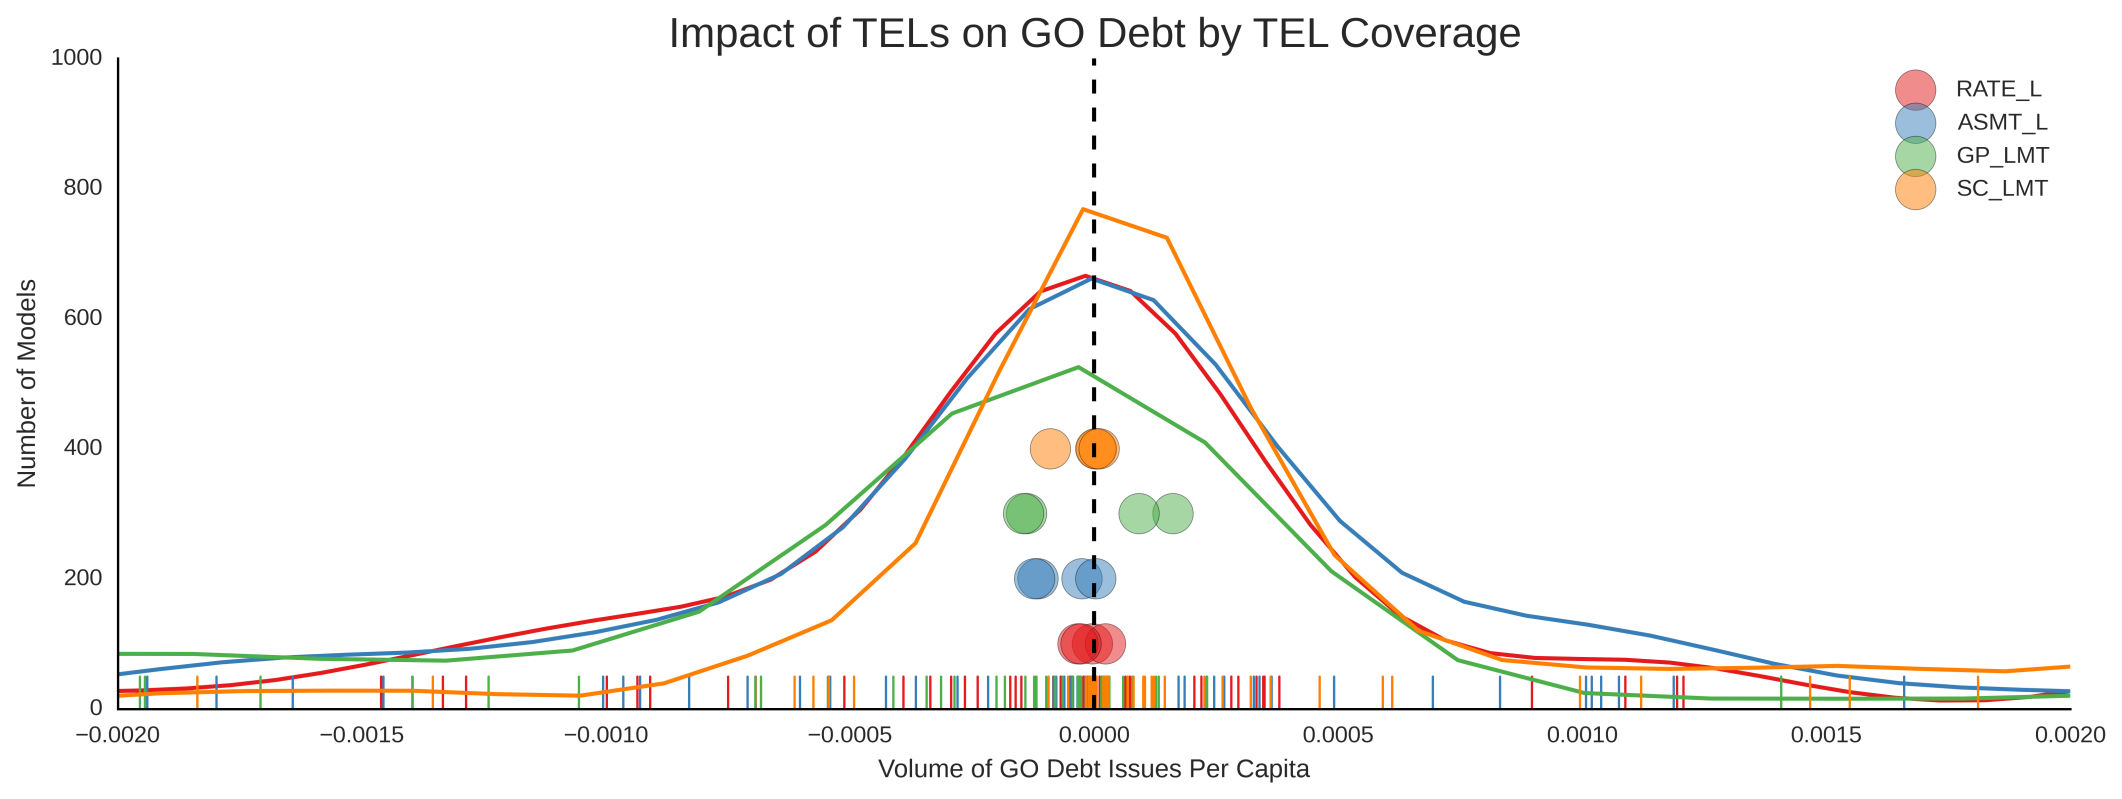 Impact of TELs on GO Debt by TEL Coverage
1000
800
600
400
200
0
Number of Models
RATE_L
ASMT_L
GP_LMT
SC_LMT
−0.0020 −0.0015 −0.0010 −0.0005 0.0000 0.0005 0.0010 0.0015 0.0020
Volume of GO Debt Issues Per Capita